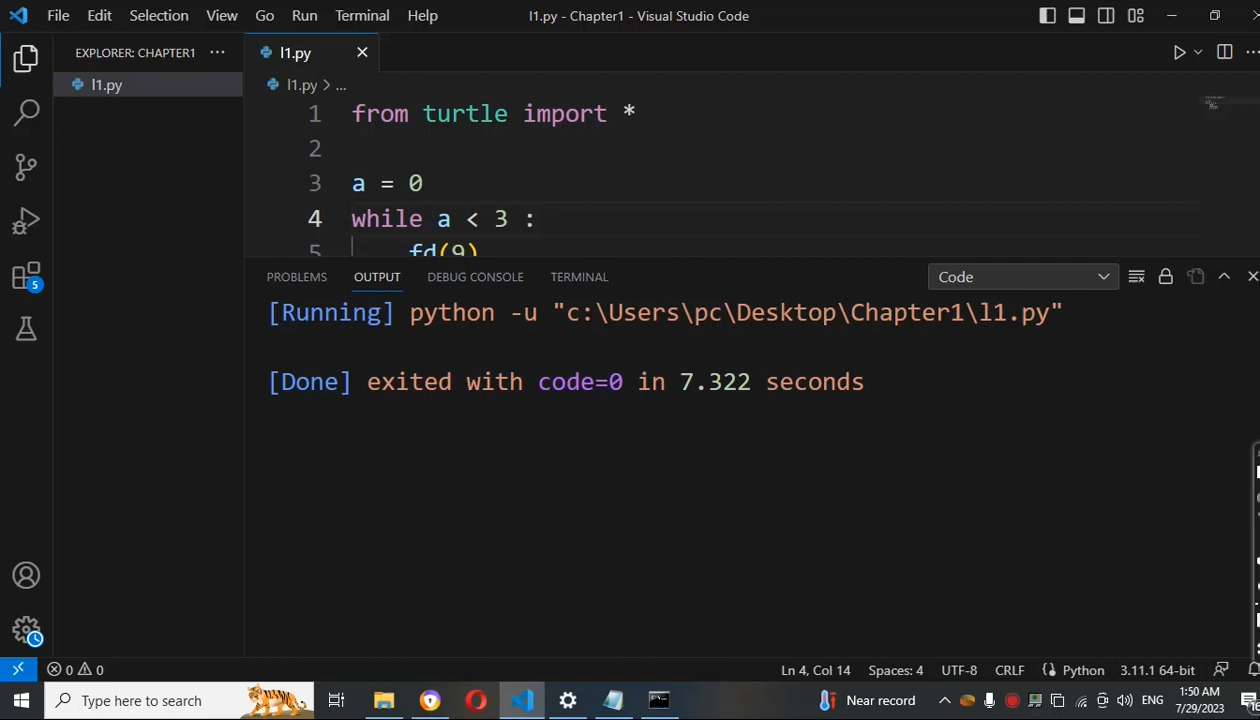 File Edit Selection View Go Run Terminal Help
l1.py - Chapter1 - Visual Studio Code
EXPLORER: CHAPTER1 ···
l1.py
l1.py
l1.py > ...
1 from turtle import *
2
3 a = 0
4 while a < 3 :
5 fd(9)
PROBLEMS OUTPUT DEBUG CONSOLE TERMINAL
Code
[Running] python -u "c:\Users\pc\Desktop\Chapter1\l1.py"
[Done] exited with code=0 in 7.322 seconds
5
0 0
Ln 4, Col 14 Spaces: 4 UTF-8 CRLF Python 3.11.1 64-bit
Type here to search
Near record
ENG
1:50 AM
7/29/2023